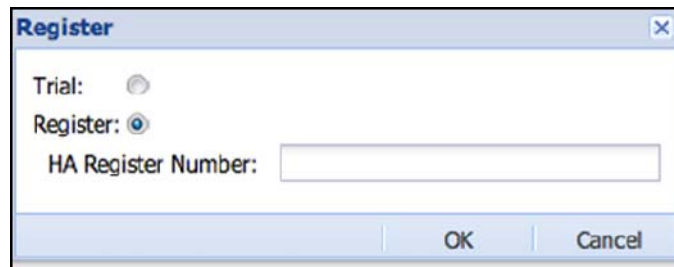 Register
Trial:
Register:
HA Register Number:
OK Cancel